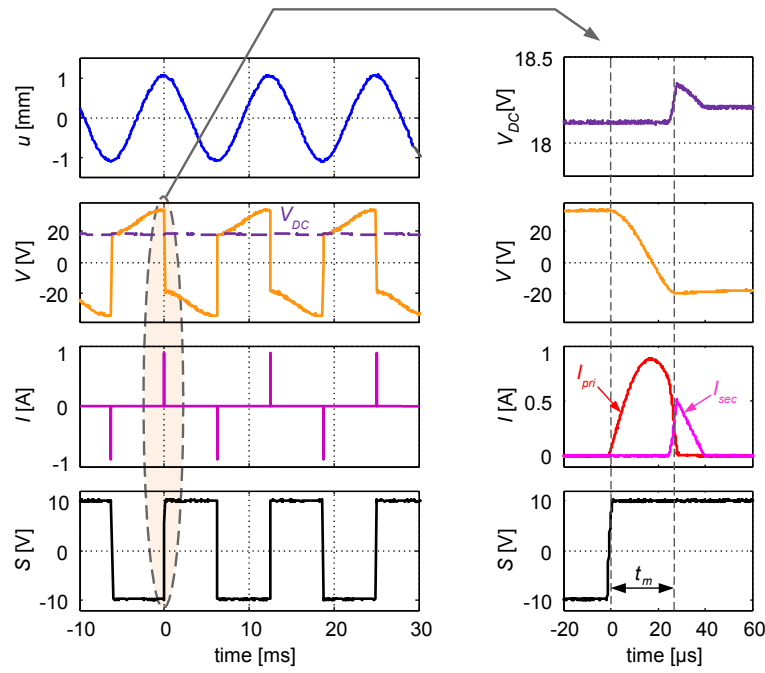 u [mm]
1
0
-1
V [V]
20
0
-20
V_DC
I [A]
1
0
-1
S [V]
10
0
-10
-10 0 10 20 30
time [ms]
V_DC [V]
18.5
18
V [V]
20
0
-20
I [A]
1
0.5
0
I_pri
I_sec
S [V]
10
0
-10
t_m
-20 0 20 40 60
time [µs]